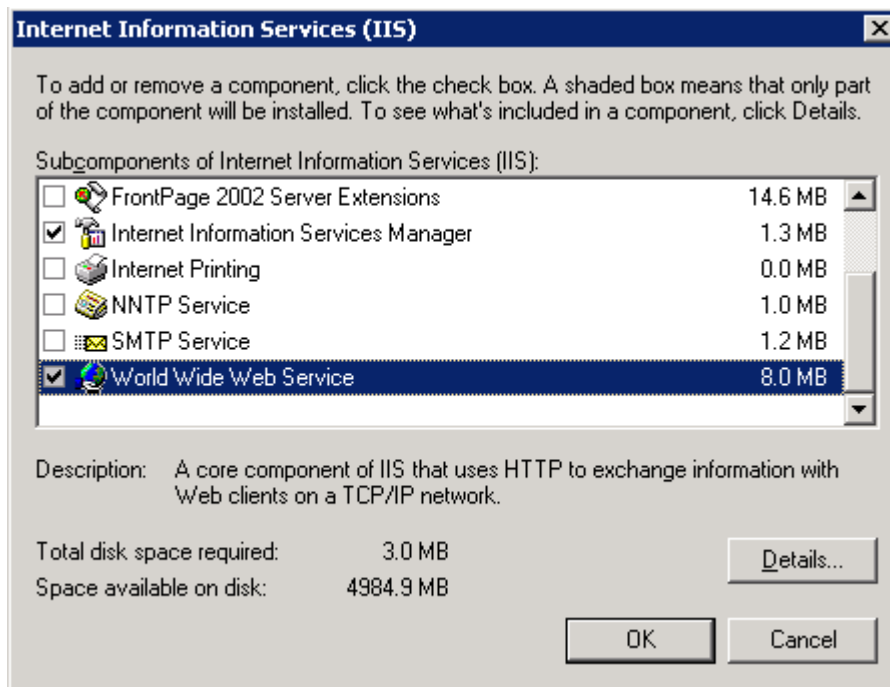 Internet Information Services (IIS)
To add or remove a component, click the check box. A shaded box means that only part
of the component will be installed. To see what's included in a component, click Details.
Subcomponents of Internet Information Services (IIS):
FrontPage 2002 Server Extensions 14.6 MB
Internet Information Services Manager 1.3 MB
Internet Printing 0.0 MB
NNTP Service 1.0 MB
SMTP Service 1.2 MB
World Wide Web Service 8.0 MB
Description: A core component of IIS that uses HTTP to exchange information with
Web clients on a TCP/IP network.
Total disk space required: 3.0 MB
Space available on disk: 4984.9 MB
Details...
OK Cancel